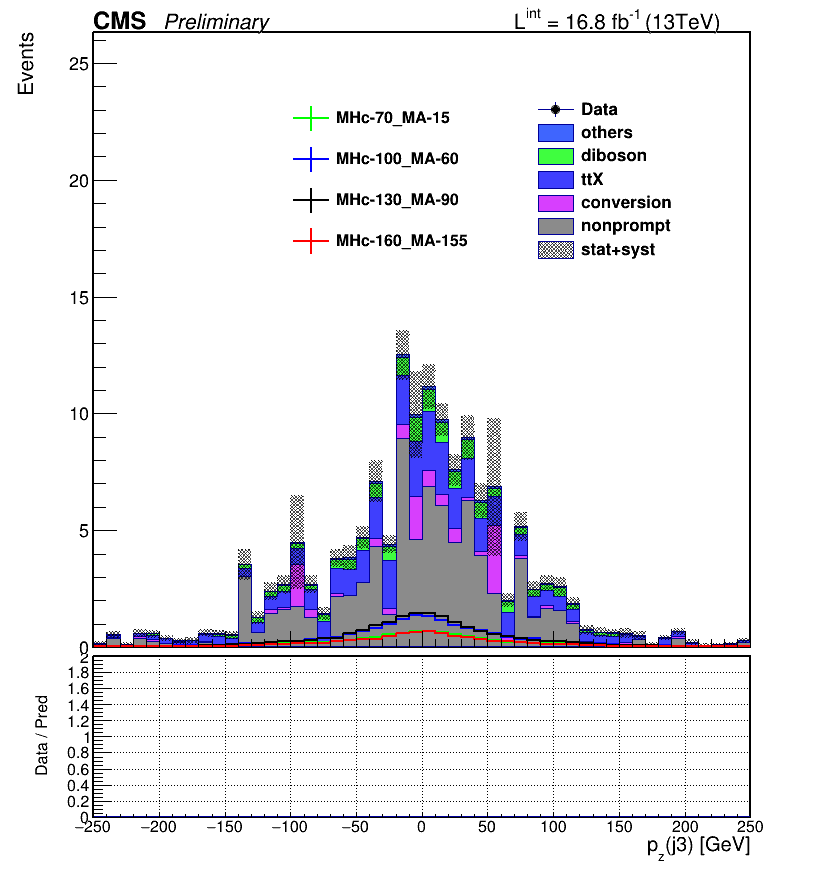 CMS Preliminary L^int = 16.8 fb^-1 (13TeV)
Events
25
20
15
10
5
0
MHc-70_MA-15
MHc-100_MA-60
MHc-130_MA-90
MHc-160_MA-155
Data
others
diboson
ttX
conversion
nonprompt
stat+syst
Data / Pred
2
1.8
1.6
1.4
1.2
1
0.8
0.6
0.4
0.2
0
−250 −200 −150 −100 −50 0 50 100 150 200 250
p_z(j3) [GeV]